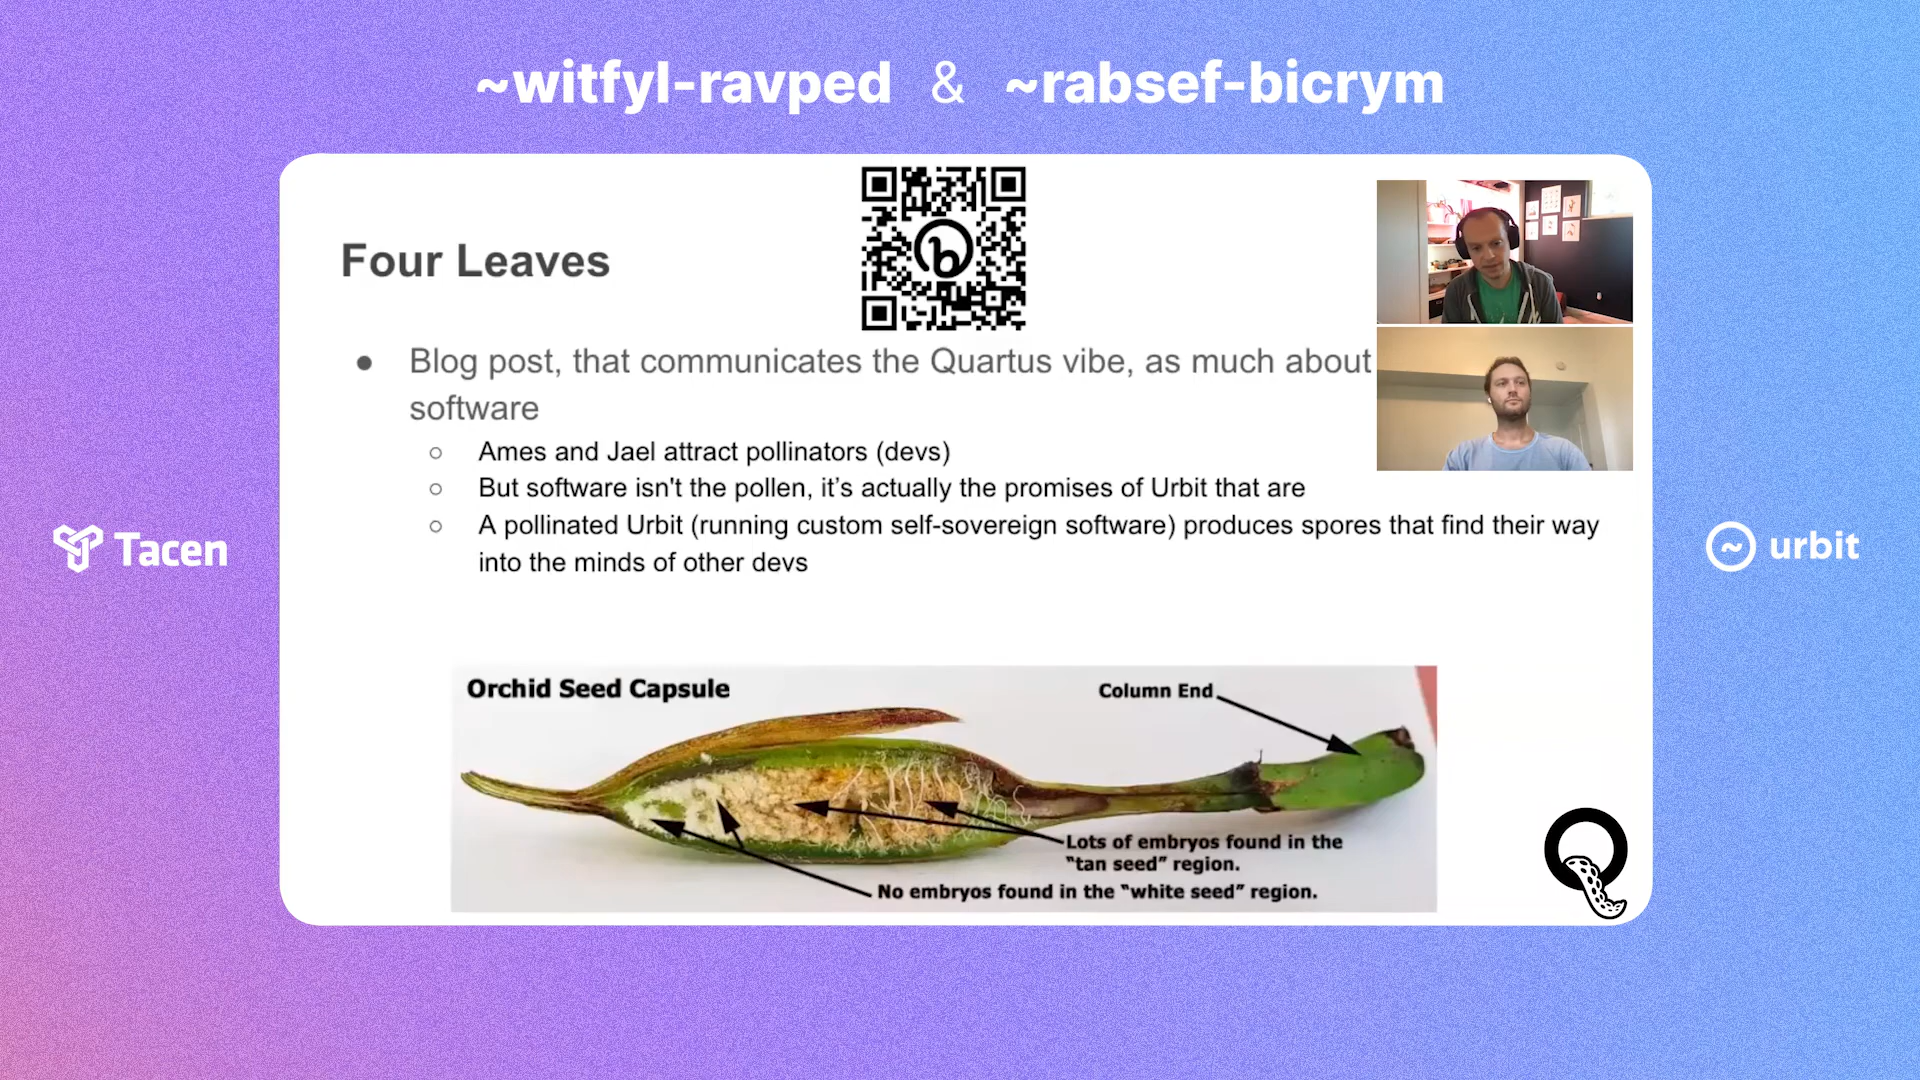 ~witfyl-ravped & ~rabsef-bicrym
Four Leaves
● Blog post, that communicates the Quartus vibe, as much about
software
○ Ames and Jael attract pollinators (devs)
○ But software isn't the pollen, it’s actually the promises of Urbit that are
○ A pollinated Urbit (running custom self-sovereign software) produces spores that find their way
into the minds of other devs
Tacen
~ urbit
Orchid Seed Capsule
Column End
Lots of embryos found in the
“tan seed” region.
No embryos found in the “white seed” region.